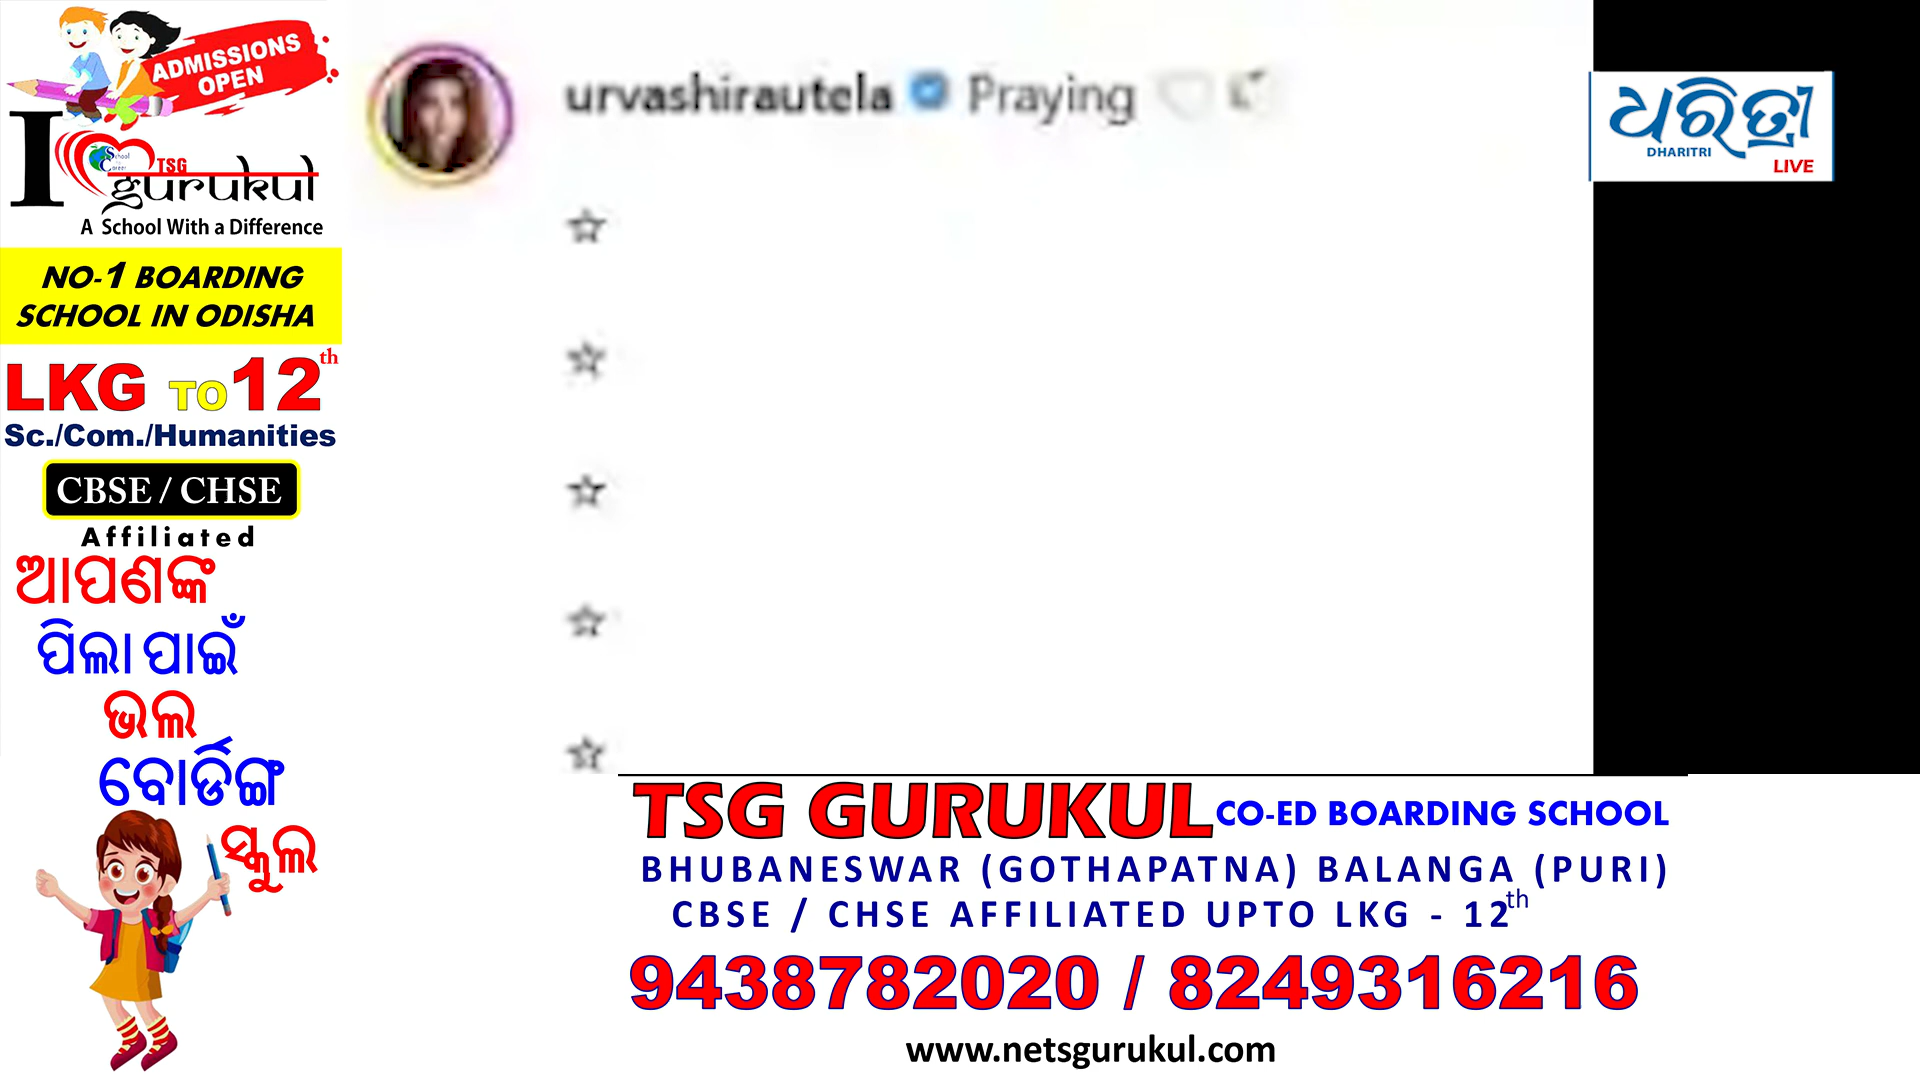 ADMISSIONS
OPEN
I
School
Career
TSG
gurukul
A School With a Difference
NO-1 BOARDING
SCHOOL IN ODISHA
LKG TO 12th
Sc./Com./Humanities
CBSE / CHSE
Affiliated
ଆପଣଙ୍କ
ପିଲା ପାଇଁ
ଭଲ
ବୋର୍ଡିଙ୍ଗ
ସ୍କୁଲ
urvashirautela Praying
☆
☆
☆
☆
☆
ଧରିତ୍ରୀ
DHARITRI
LIVE
TSG GURUKUL CO-ED BOARDING SCHOOL
BHUBANESWAR (GOTHAPATNA) BALANGA (PURI)
CBSE / CHSE AFFILIATED UPTO LKG - 12th
9438782020 / 8249316216
www.netsgurukul.com